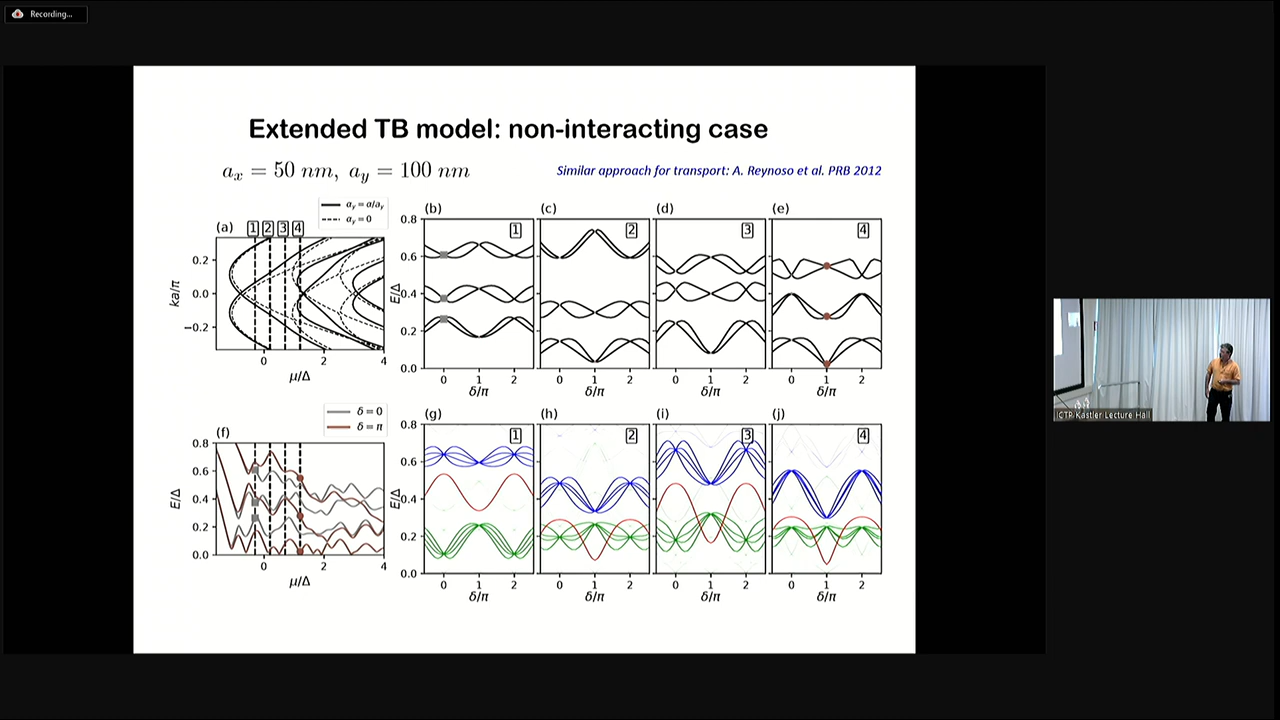 Recording...
Extended TB model: non-interacting case
a_x = 50 nm, a_y = 100 nm
Similar approach for transport: A. Reynoso et al. PRB 2012
α_y = α/a_y
α_y = 0
(a) 1 2 3 4
0.2
0.0
−0.2
ka/π
0 2 4
μ/Δ
(b) (c) (d) (e)
1 2 3 4
0.8
0.6
0.4
0.2
0.0
E/Δ
0 1 2 0 1 2 0 1 2 0 1 2
δ/π δ/π δ/π δ/π
δ = 0
δ = π
(f)
0.8
0.6
0.4
0.2
0.0
E/Δ
0 2 4
μ/Δ
(g) (h) (i) (j)
1 2 3 4
0.8
0.6
0.4
0.2
0.0
E/Δ
0 1 2 0 1 2 0 1 2 0 1 2
δ/π δ/π δ/π δ/π
ICTP Kastler Lecture Hall